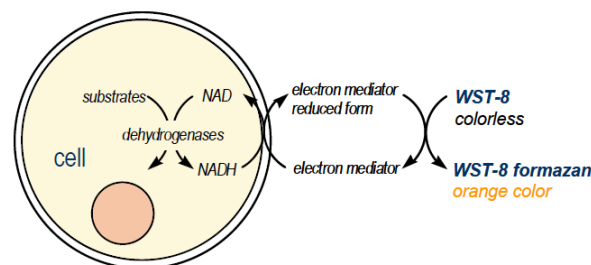 substrates
NAD
dehydrogenases
NADH
cell
electron mediator
reduced form
electron mediator
WST-8
colorless
WST-8 formazan
orange color